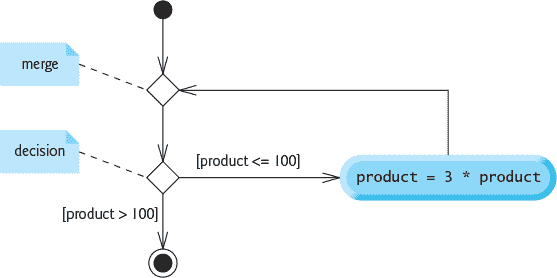 merge
decision
[product <= 100]
product = 3 * product
[product > 100]